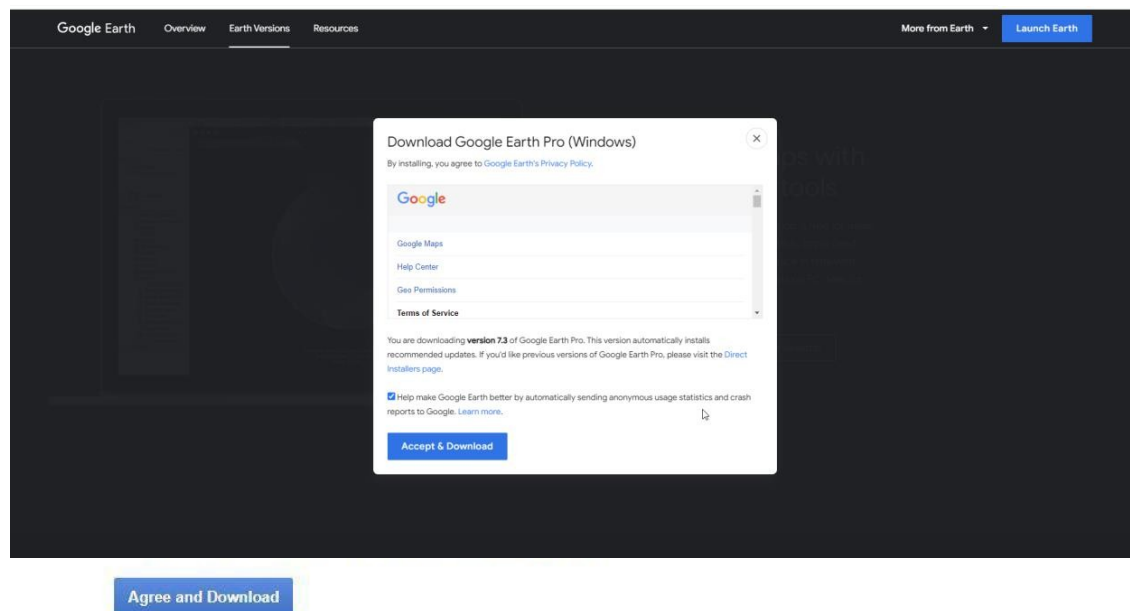 Google Earth Overview Earth Versions Resources More from Earth Launch Earth
Download Google Earth Pro (Windows)
By installing, you agree to Google Earth's Privacy Policy.
Google
Google Maps
Help Center
Geo Permissions
Terms of Service
You are downloading version 7.3 of Google Earth Pro. This version automatically installs
recommended updates. If you'd like previous versions of Google Earth Pro, please visit the Direct
Installers page.
Help make Google Earth better by automatically sending anonymous usage statistics and crash
reports to Google. Learn more.
Accept & Download
ps with
tools
Agree and Download